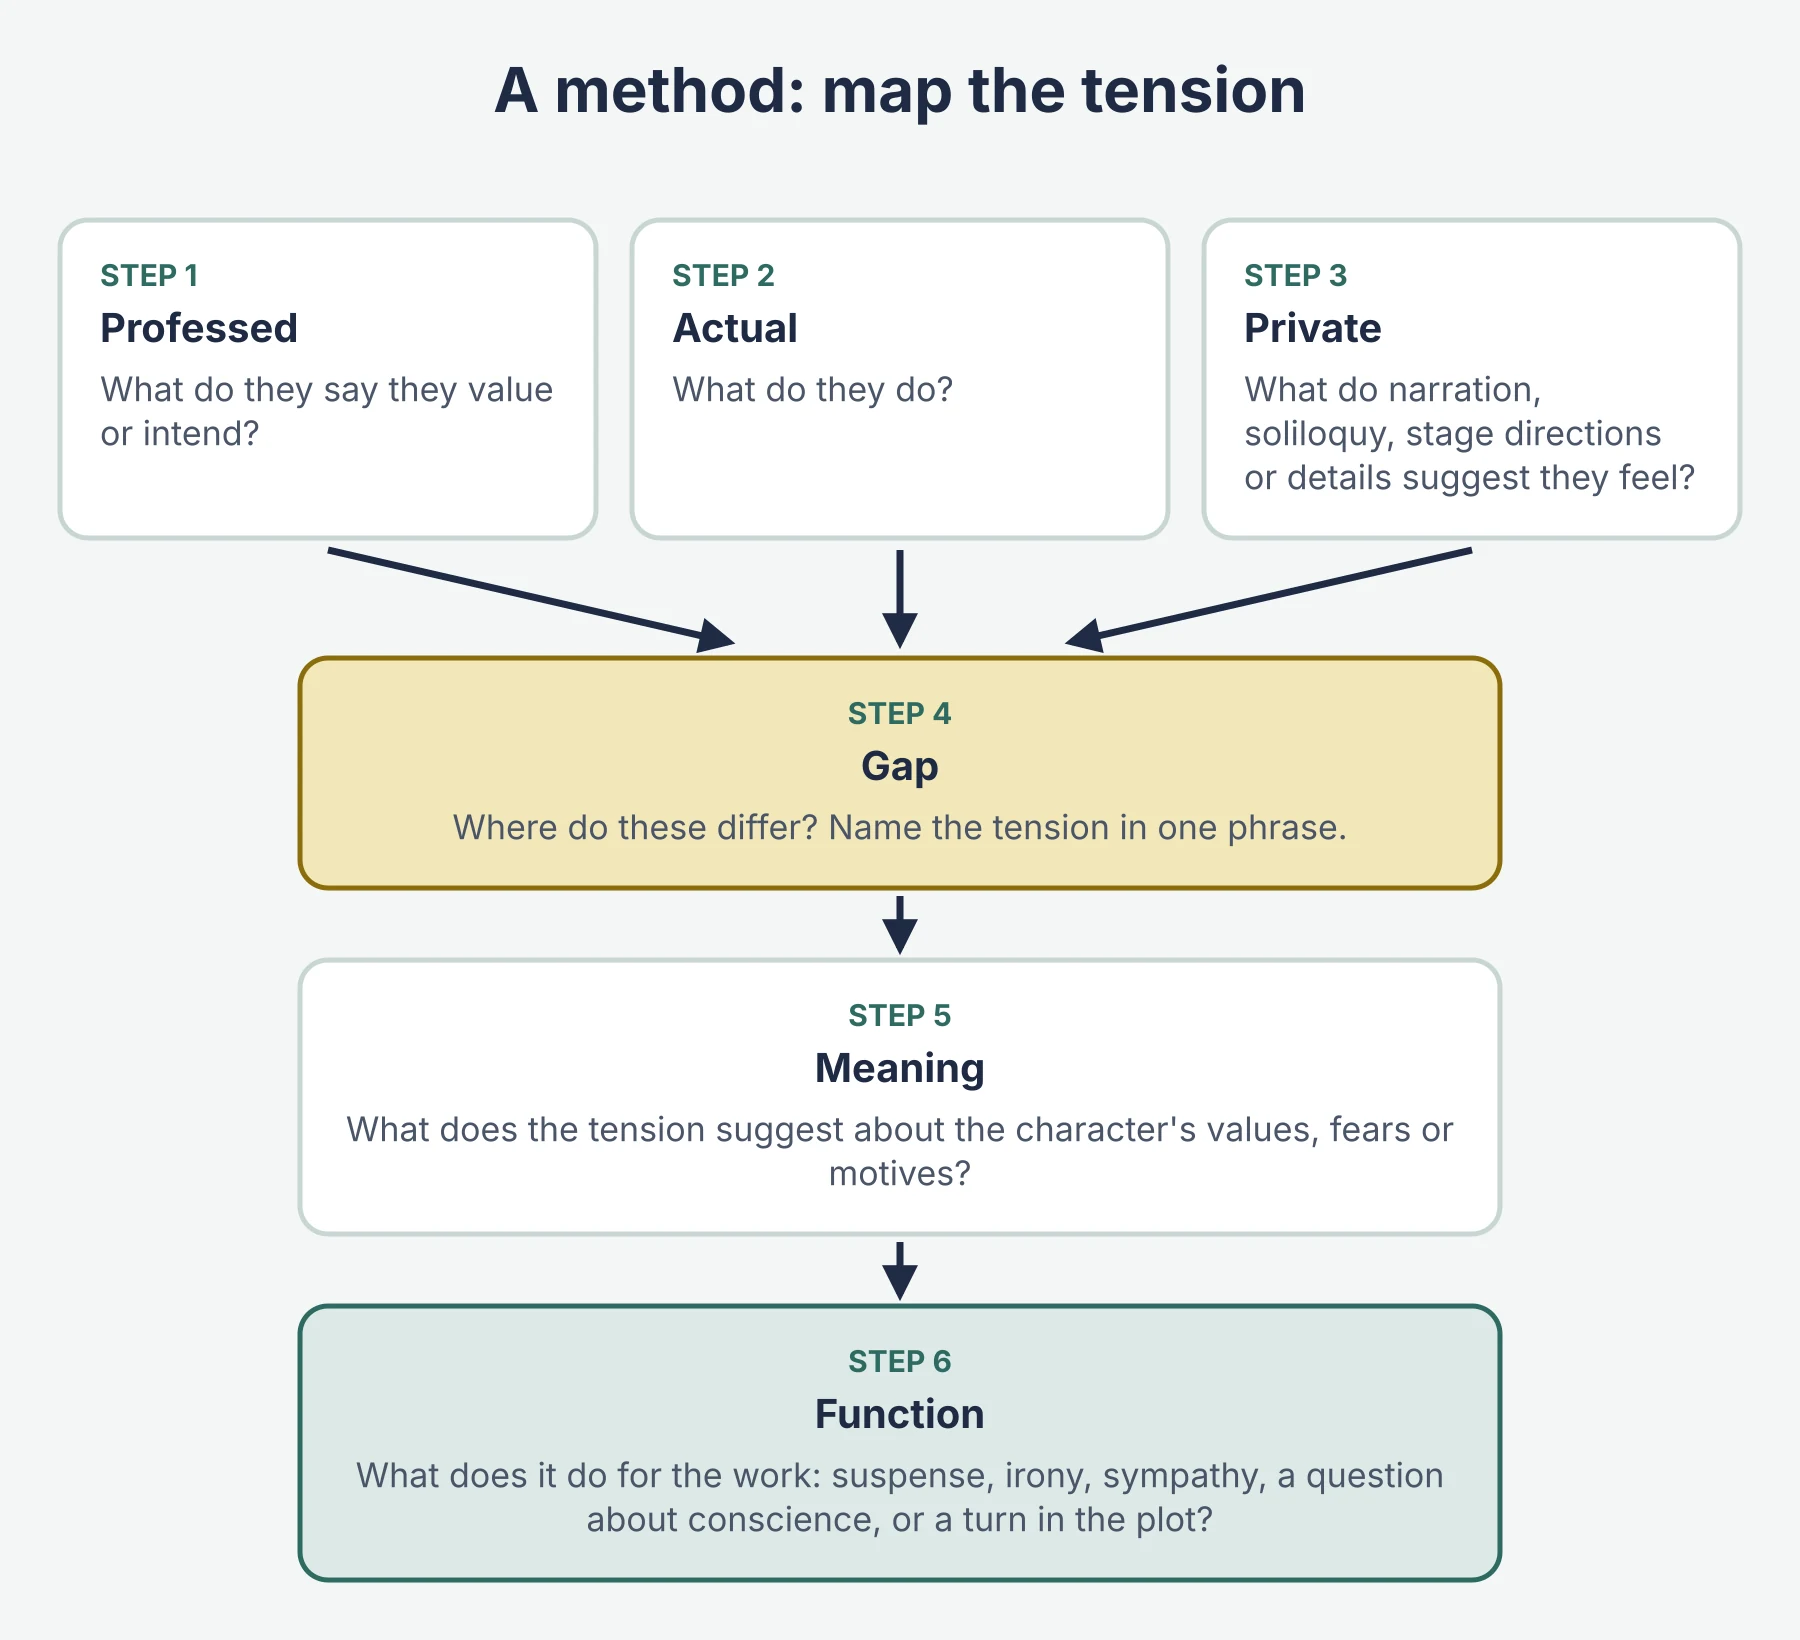 A method: map the tension
STEP 1
Professed
What do they say they value
or intend?
STEP 2
Actual
What do they do?
STEP 3
Private
What do narration,
soliloquy, stage directions
or details suggest they feel?
STEP 4
Gap
Where do these differ? Name the tension in one phrase.
STEP 5
Meaning
What does the tension suggest about the character's values, fears or
motives?
STEP 6
Function
What does it do for the work: suspense, irony, sympathy, a question
about conscience, or a turn in the plot?